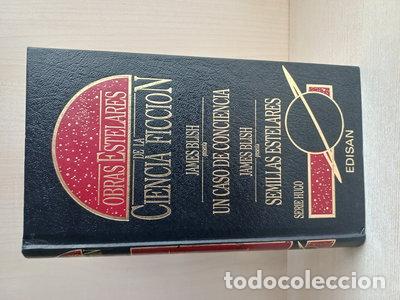 OBRAS ESTELARES
DE LA
CIENCIA FICCION
JAMES BLISH
UN CASO DE CONCIENCIA
JAMES BLISH
SEMILLAS ESTELARES
SERIE HUGO
EDISAN
todocoleccion